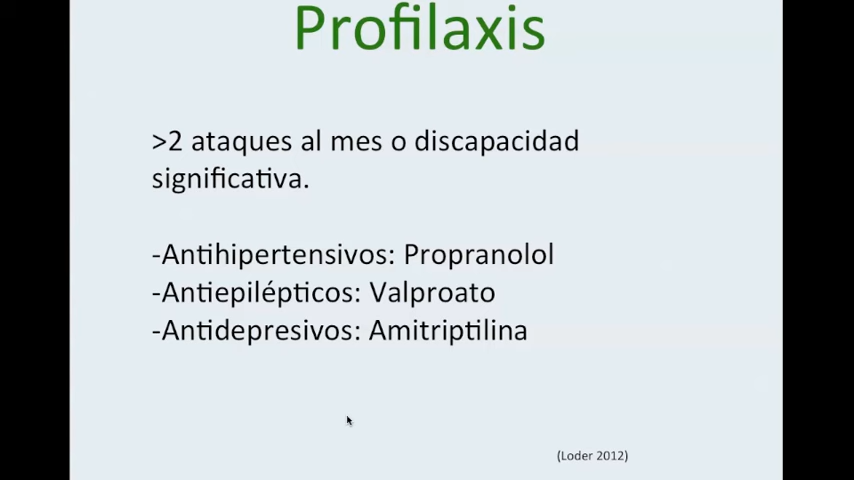 Profilaxis
>2 ataques al mes o discapacidad
significativa.
-Antihipertensivos: Propranolol
-Antiepilépticos: Valproato
-Antidepresivos: Amitriptilina
(Loder 2012)